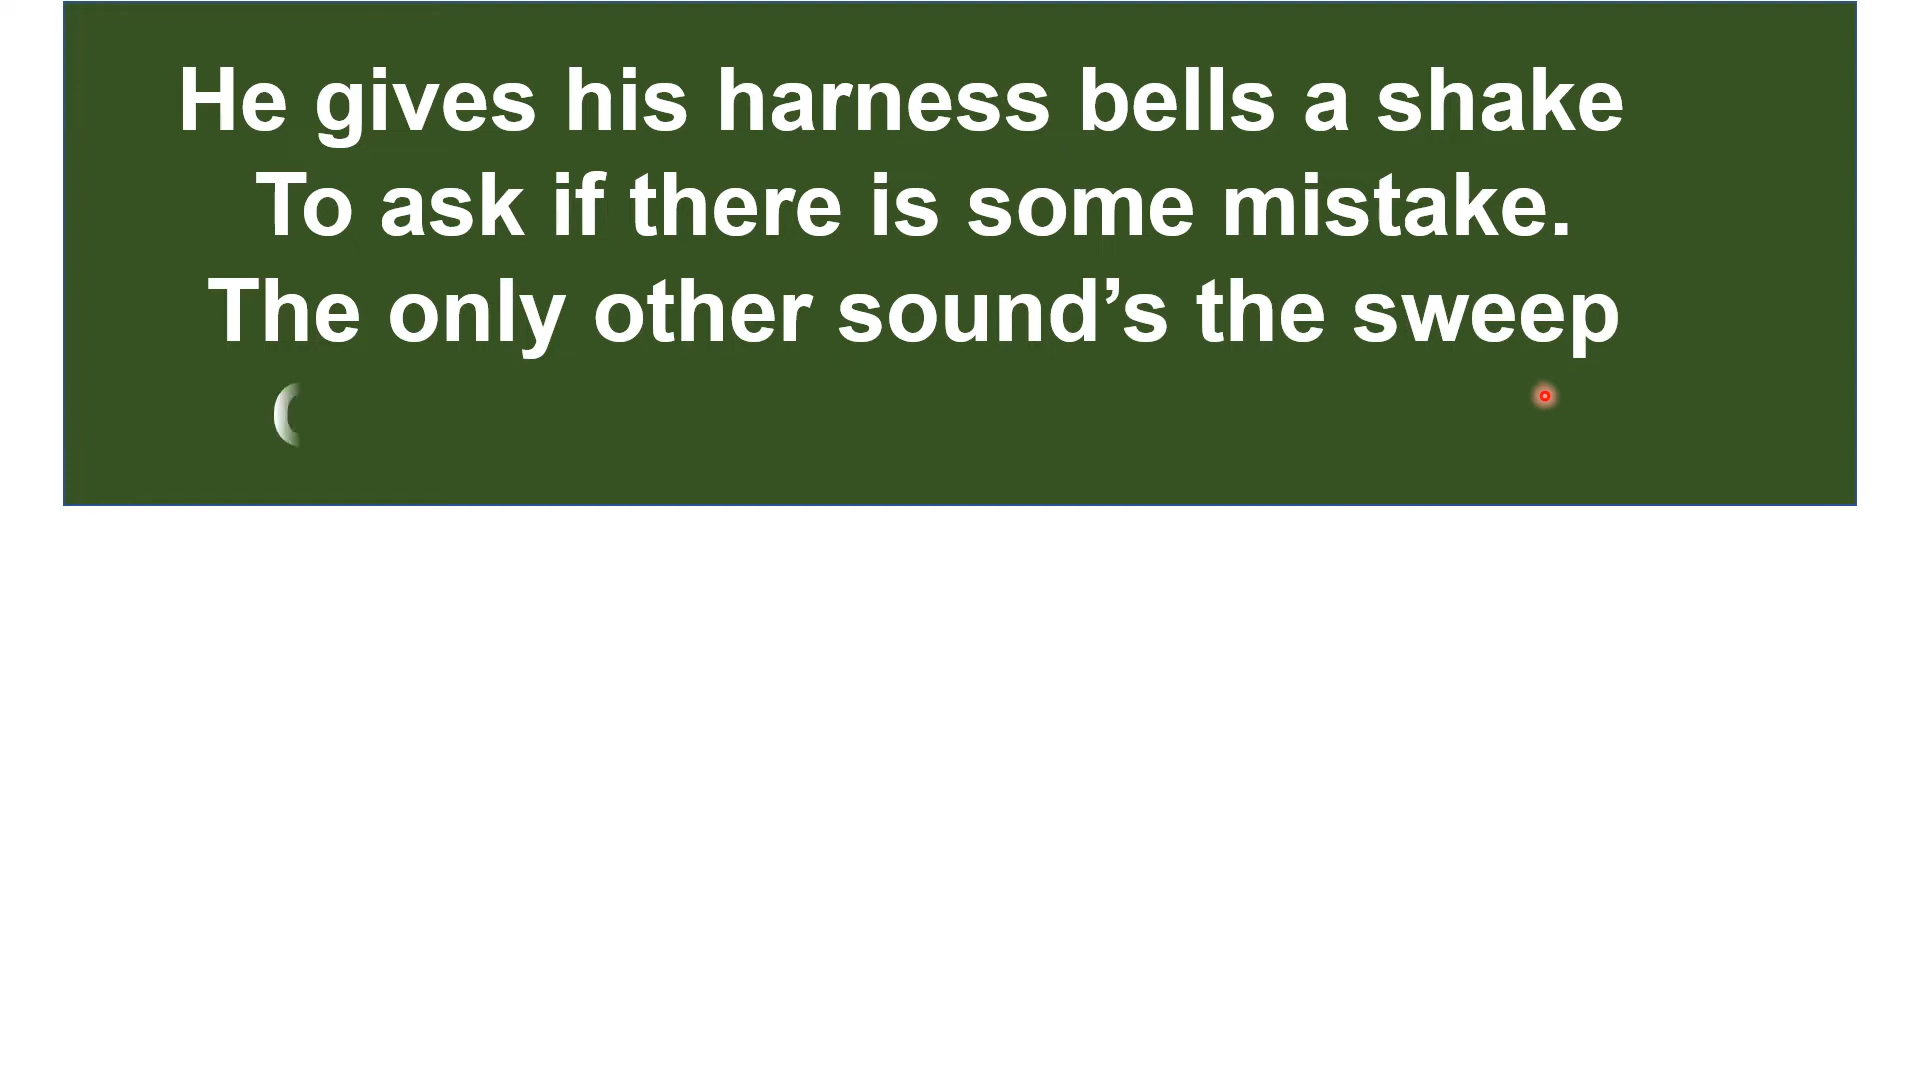 He gives his harness bells a shake
To ask if there is some mistake.
The only other sound’s the sweep